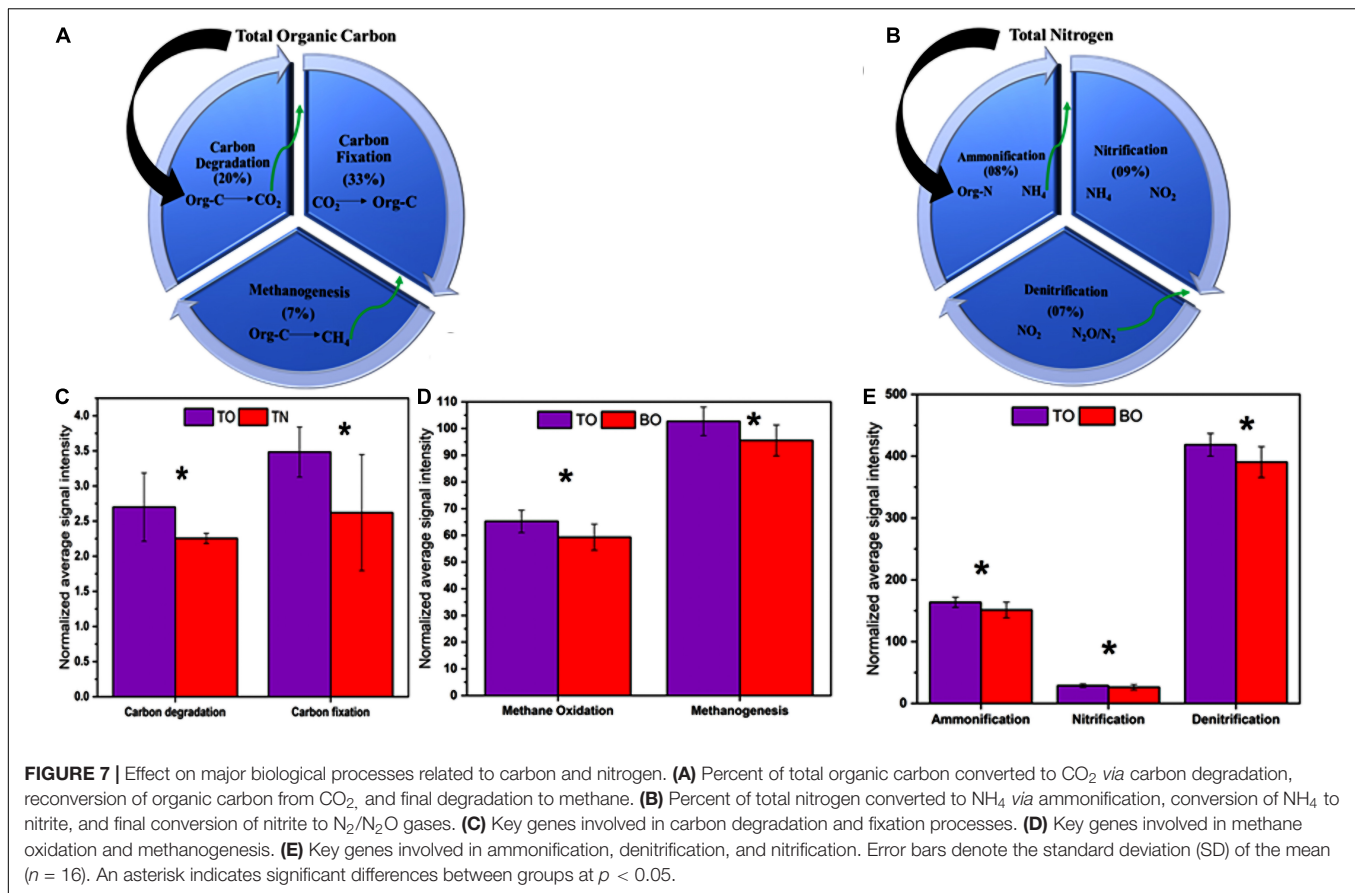 A
Total Organic Carbon
Carbon
Degradation
(20%)
Org-C → CO₂
Carbon
Fixation
(33%)
CO₂ → Org-C
Methanogenesis
(7%)
Org-C → CH₄
B
Total Nitrogen
Ammonification
(08%)
Org-N NH₄
Nitrification
(09%)
NH₄ NO₂
Denitrification
(07%)
NO₂ N₂O/N₂
C
Normalized average signal intensity
4.0
3.5
3.0
2.5
2.0
1.5
1.0
0.5
0.0
TO TN
*
*
Carbon degradation Carbon fixation
D
Normalized average signal intensity
110
100
90
80
70
60
50
40
30
20
10
0
TO BO
*
*
Methane Oxidation Methanogenesis
E
Normalized average signal intensity
500
400
300
200
100
0
TO BO
*
*
*
Ammonification Nitrification Denitrification
FIGURE 7 | Effect on major biological processes related to carbon and nitrogen. (A) Percent of total organic carbon converted to CO₂ via carbon degradation,
reconversion of organic carbon from CO₂, and final degradation to methane. (B) Percent of total nitrogen converted to NH₄ via ammonification, conversion of NH₄ to
nitrite, and final conversion of nitrite to N₂/N₂O gases. (C) Key genes involved in carbon degradation and fixation processes. (D) Key genes involved in methane
oxidation and methanogenesis. (E) Key genes involved in ammonification, denitrification, and nitrification. Error bars denote the standard deviation (SD) of the mean
(n = 16). An asterisk indicates significant differences between groups at p < 0.05.